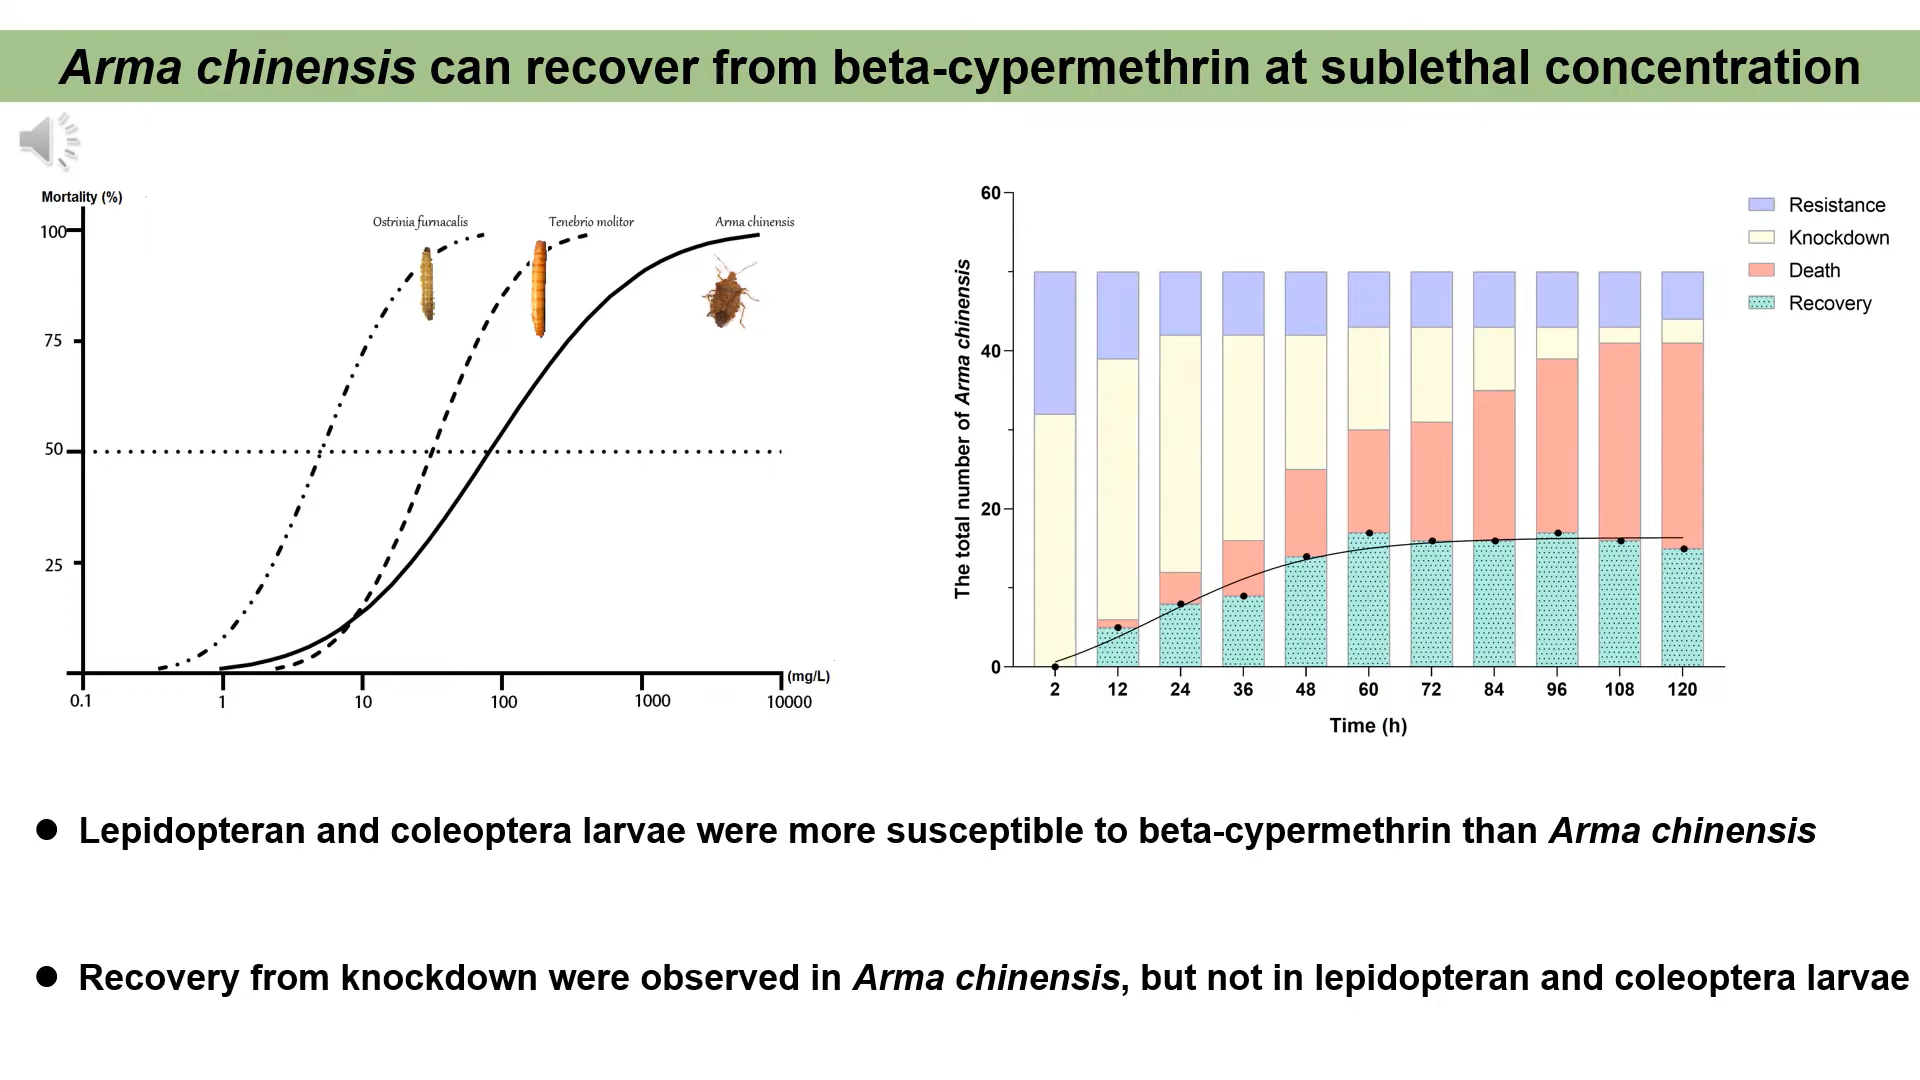 Arma chinensis can recover from beta-cypermethrin at sublethal concentration
Mortality (%)
Ostrinia furnacalis
Tenebrio molitor
Arma chinensis
100
75
50
25
0.1
1
10
100
1000
10000
(mg/L)
The total number of Arma chinensis
60
40
20
0
2
12
24
36
48
60
72
84
96
108
120
Time (h)
Resistance
Knockdown
Death
Recovery
● Lepidopteran and coleoptera larvae were more susceptible to beta-cypermethrin than Arma chinensis
● Recovery from knockdown were observed in Arma chinensis, but not in lepidopteran and coleoptera larvae